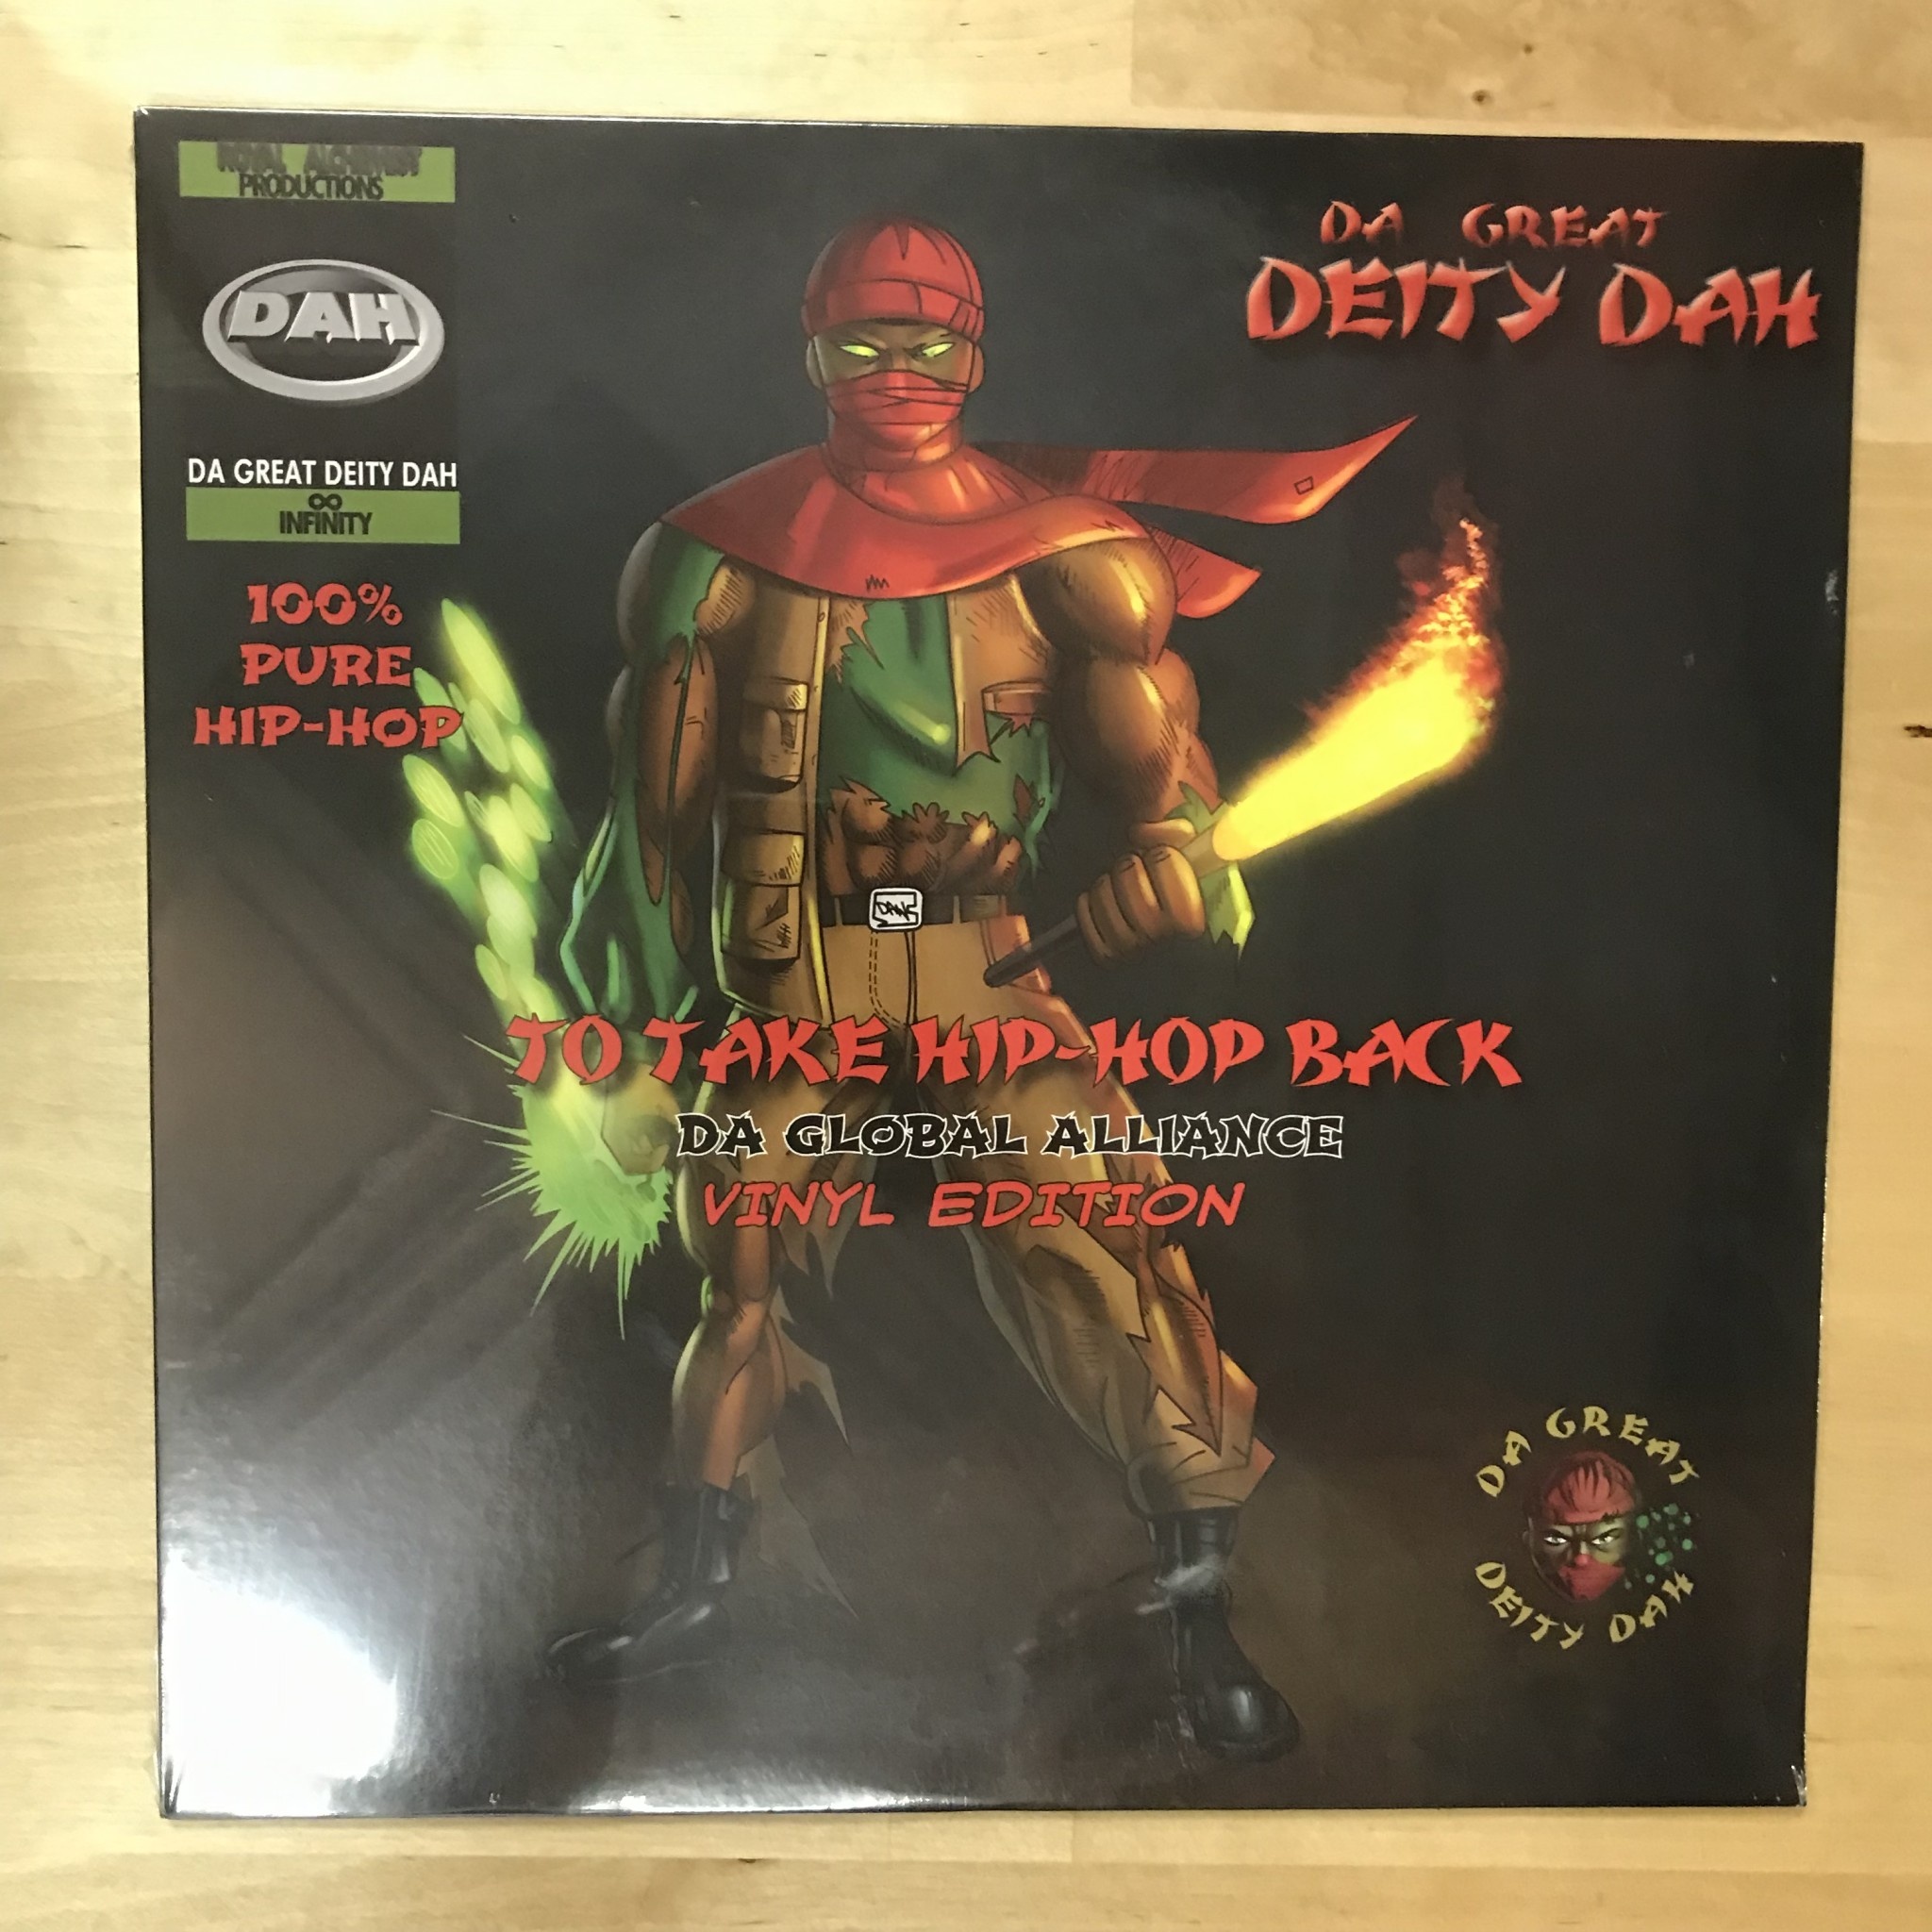 ROYAL ALCHEMIST
PRODUCTIONS
DAH
DA GREAT DEITY DAH
∞
INFINITY
100%
PURE
HIP-HOP
DA GREAT
DEITY DAH
TO TAKE HIP-HOP BACK
DA GLOBAL ALLIANCE
VINYL EDITION
DA GREAT
DEITY DAH